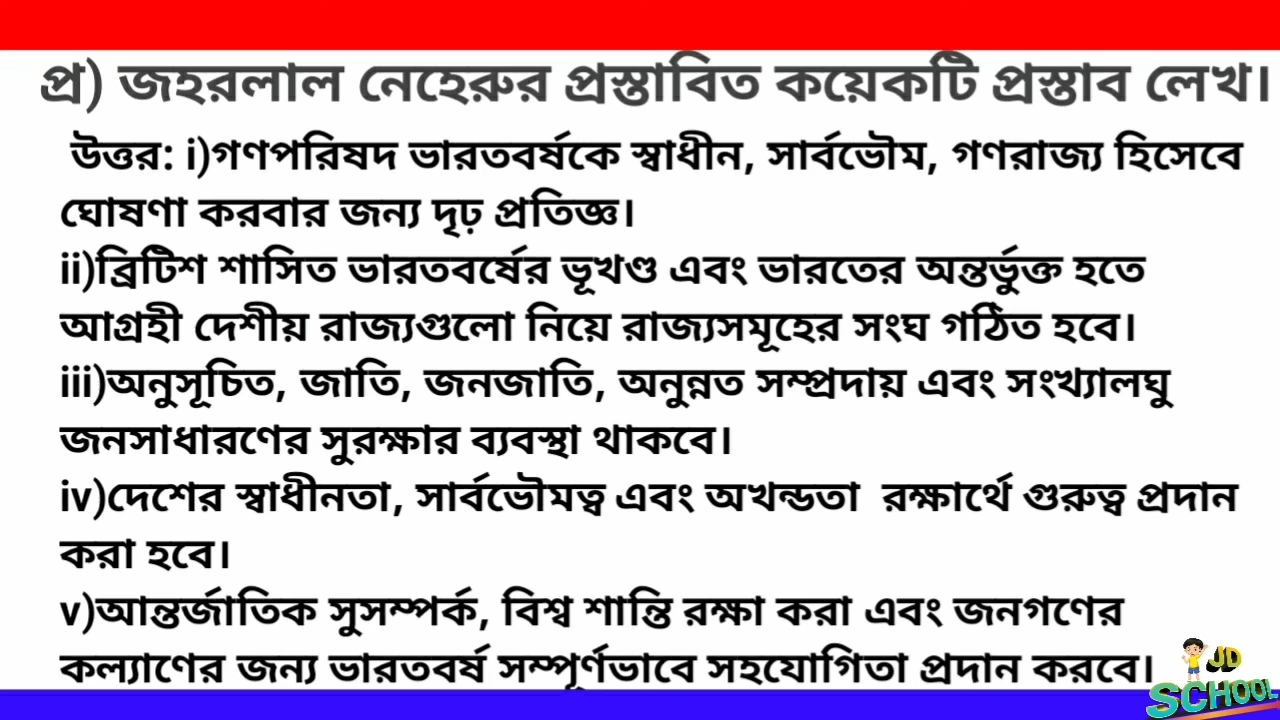 প্র) জহরলাল নেহেরুর প্রস্তাবিত কয়েকটি প্রস্তাব লেখ।
উত্তর: i)গণপরিষদ ভারতবর্ষকে স্বাধীন, সার্বভৌম, গণরাজ্য হিসেবে
ঘোষণা করবার জন্য দৃঢ় প্রতিজ্ঞ।
ii)ব্রিটিশ শাসিত ভারতবর্ষের ভূখণ্ড এবং ভারতের অন্তর্ভুক্ত হতে
আগ্রহী দেশীয় রাজ্যগুলো নিয়ে রাজ্যসমূহের সংঘ গঠিত হবে।
iii)অনুসূচিত, জাতি, জনজাতি, অনুন্নত সম্প্রদায় এবং সংখ্যালঘু
জনসাধারণের সুরক্ষার ব্যবস্থা থাকবে।
iv)দেশের স্বাধীনতা, সার্বভৌমত্ব এবং অখন্ডতা রক্ষার্থে গুরুত্ব প্রদান
করা হবে।
v)আন্তর্জাতিক সুসম্পর্ক, বিশ্ব শান্তি রক্ষা করা এবং জনগণের
কল্যাণের জন্য ভারতবর্ষ সম্পূর্ণভাবে সহযোগিতা প্রদান করবে।
JD
SCHOOL